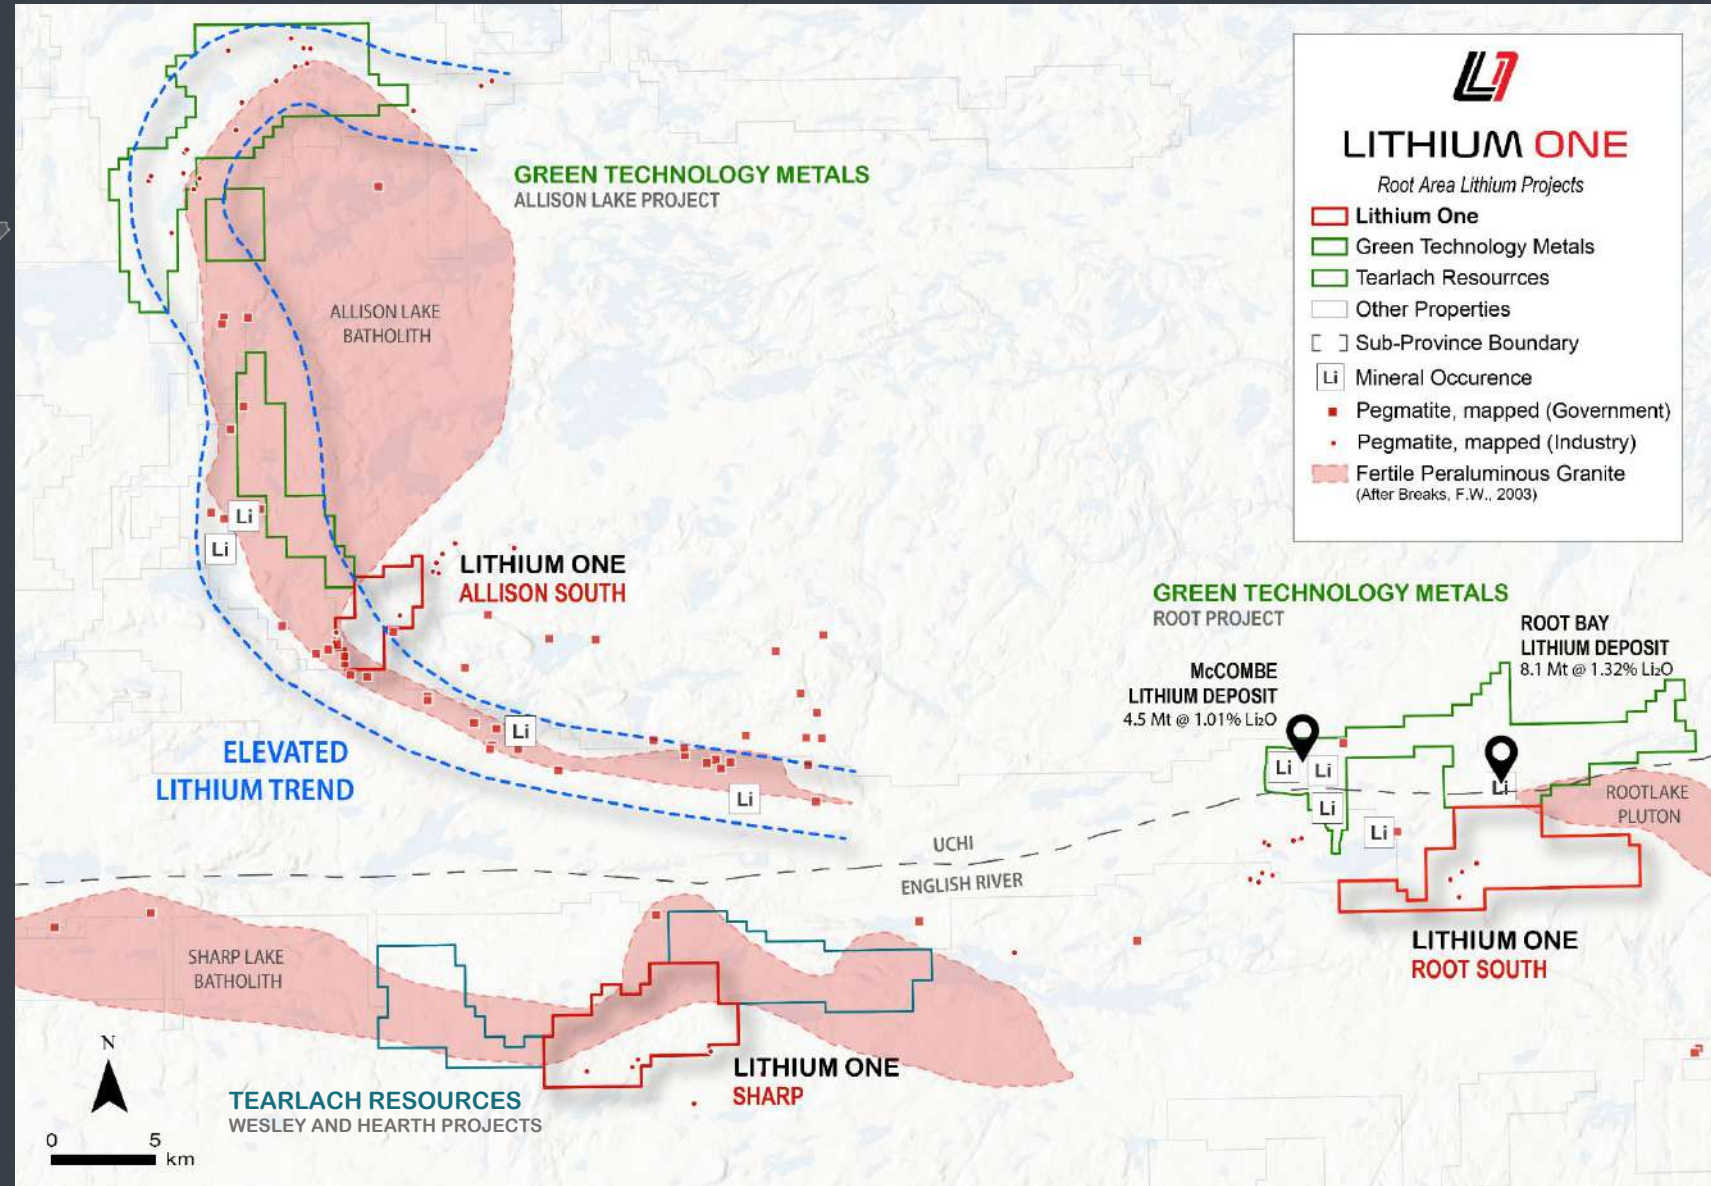 LITHIUM ONE
Root Area Lithium Projects
Lithium One
Green Technology Metals
Tearlach Resourrces
Other Properties
Sub-Province Boundary
Li Mineral Occurence
Pegmatite, mapped (Government)
Pegmatite, mapped (Industry)
Fertile Peraluminous Granite
(After Breaks, F.W., 2003)
GREEN TECHNOLOGY METALS
ALLISON LAKE PROJECT
ALLISON LAKE
BATHOLITH
Li
Li
LITHIUM ONE
ALLISON SOUTH
ELEVATED
LITHIUM TREND
Li
Li
GREEN TECHNOLOGY METALS
ROOT PROJECT
ROOT BAY
LITHIUM DEPOSIT
8.1 Mt @ 1.32% Li₂O
McCOMBE
LITHIUM DEPOSIT
4.5 Mt @ 1.01% Li₂O
Li
Li
Li
Li
Li
ROOTLAKE
PLUTON
UCHI
ENGLISH RIVER
LITHIUM ONE
ROOT SOUTH
SHARP LAKE
BATHOLITH
LITHIUM ONE
SHARP
TEARLACH RESOURCES
WESLEY AND HEARTH PROJECTS
N
0 5
km